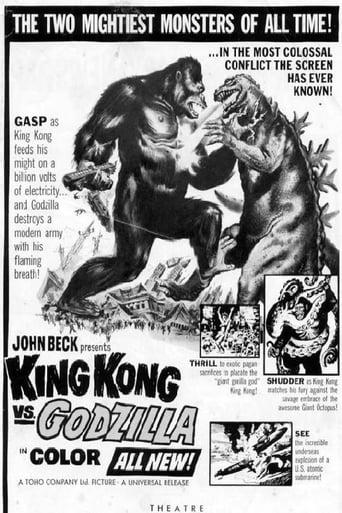 THE TWO MIGHTIEST MONSTERS OF ALL TIME!
...IN THE MOST COLOSSAL
CONFLICT THE SCREEN
HAS EVER
KNOWN!
GASP as
King Kong
feeds his
might on a
billion volts
of electricity...
and Godzilla
destroys a
modern army
with his
flaming
breath!
JOHN BECK presents
KING KONG
VS. GODZILLA
IN COLOR ALL NEW!
A TOHO COMPANY Ltd. PICTURE - A UNIVERSAL RELEASE
THRILL to exotic pagan
sacrifices to placate the
"giant gorilla god"
King Kong!
SHUDDER as King Kong
matches his fury against the
savage embrace of the
awesome Giant Octopus!
SEE
the incredible
undersea
explosion of a
U.S. atomic
submarine!
THEATRE